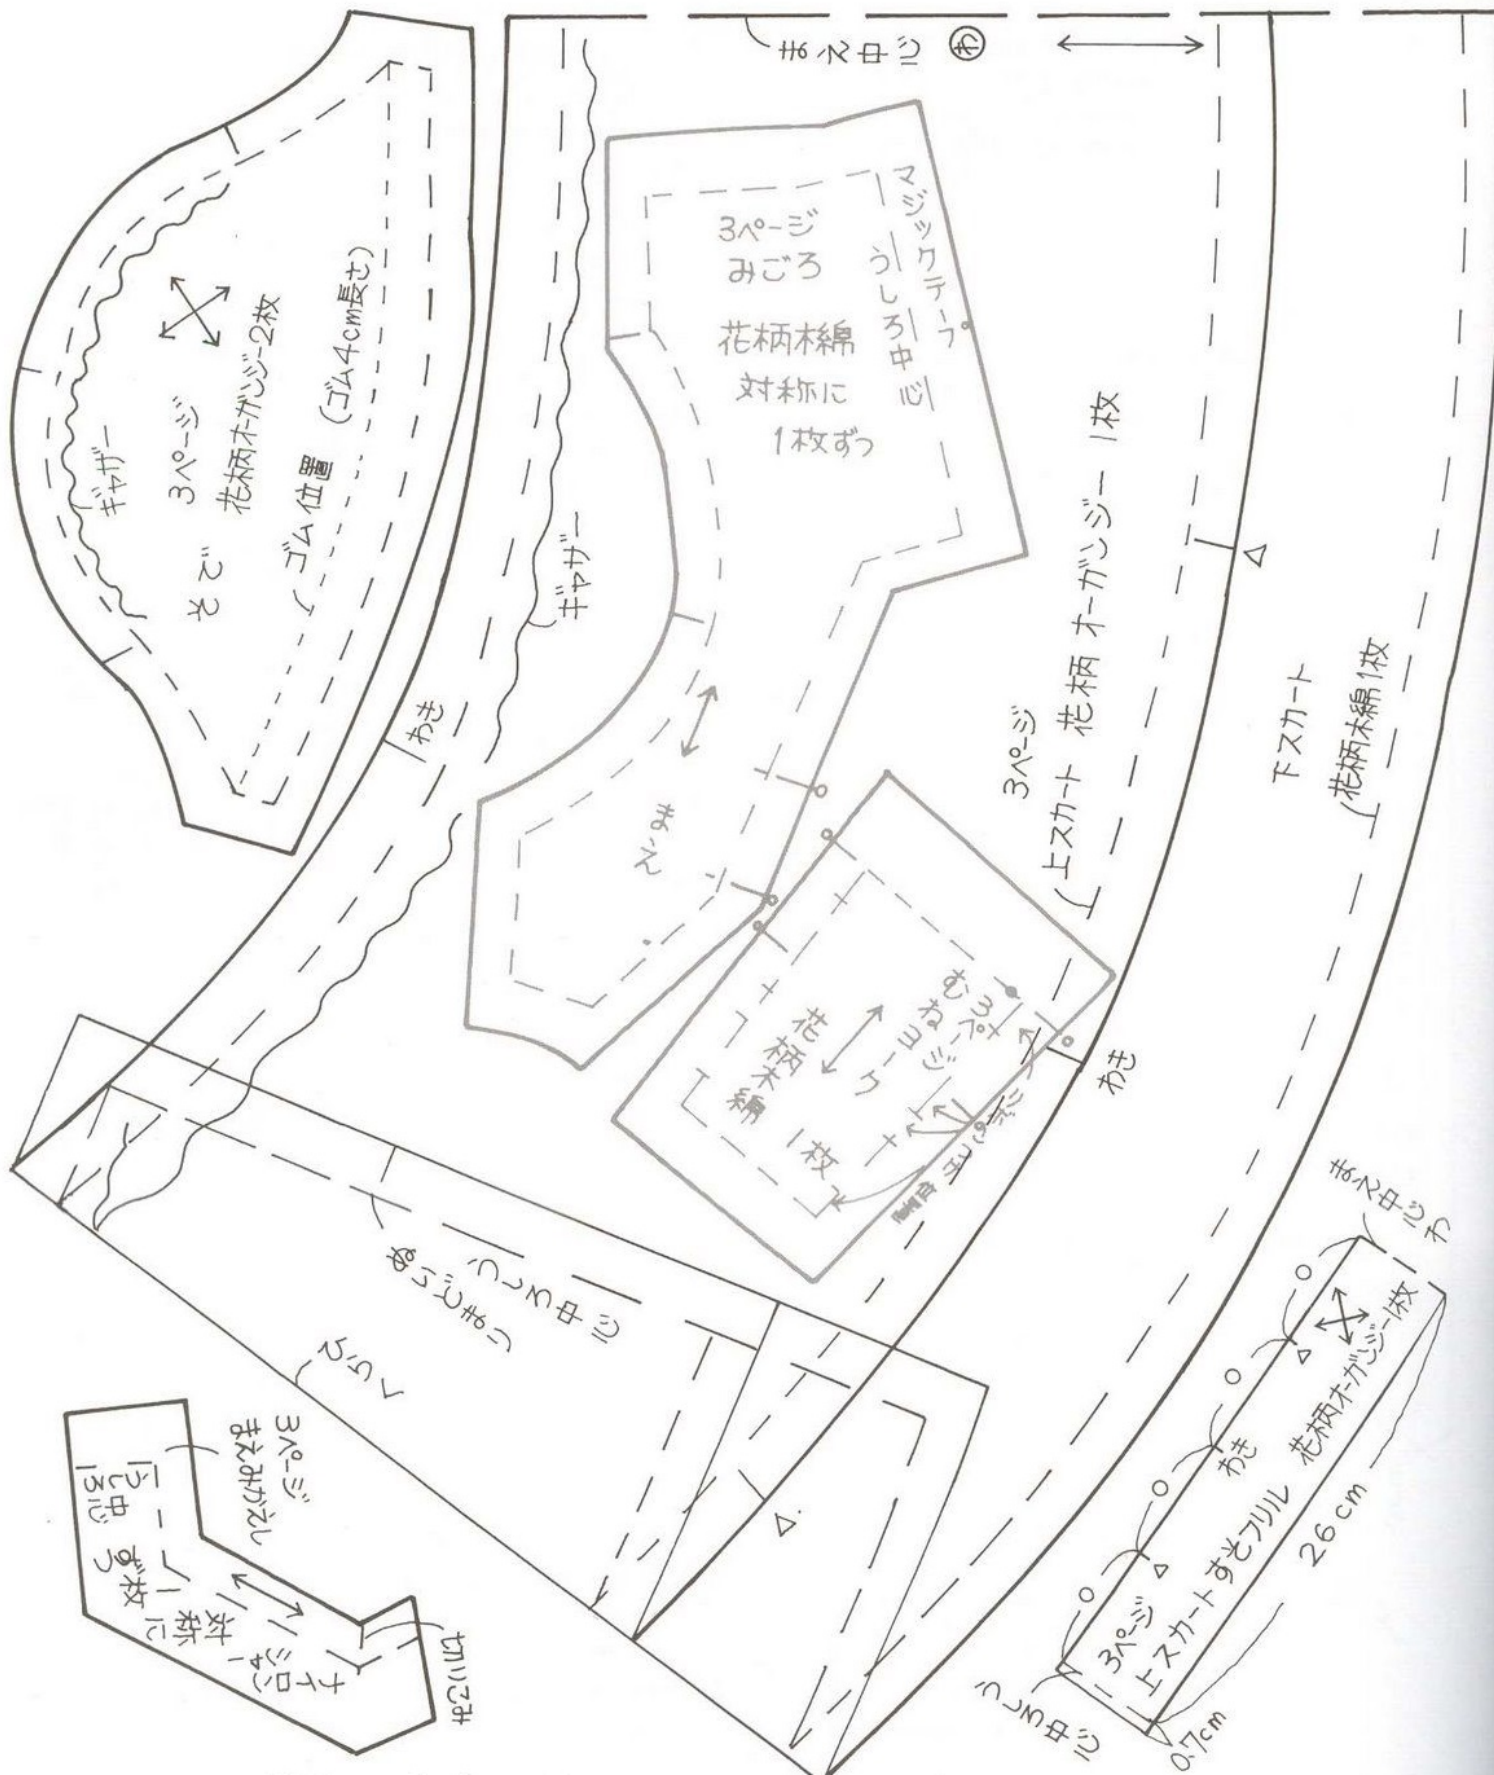 まえ中心 わ
ギャザー
3ページ
そで
花柄オーガンジー2枚
ゴム位置 (ゴム4cm長さ)
わき
ギャザー
3ページ
みごろ
花柄木綿
対称に
1枚ずつ
うしろ中心
マジックテープ
まえ
3ページ
上スカート 花柄オーガンジー 1枚
下スカート
花柄木綿1枚
3ページ
むねヨーク
花柄木綿 1枚
わき
うしろ中心
ぬいどまり
ひらく
3ページ
まえみかえし
うしろ中心
対称に
1枚ずつ
ナイロンシャー
切りこみ
まえ中心わ
3ページ
上スカートすそフリル 花柄オーガンジー1枚
わき
26cm
うしろ中心
0.7cm